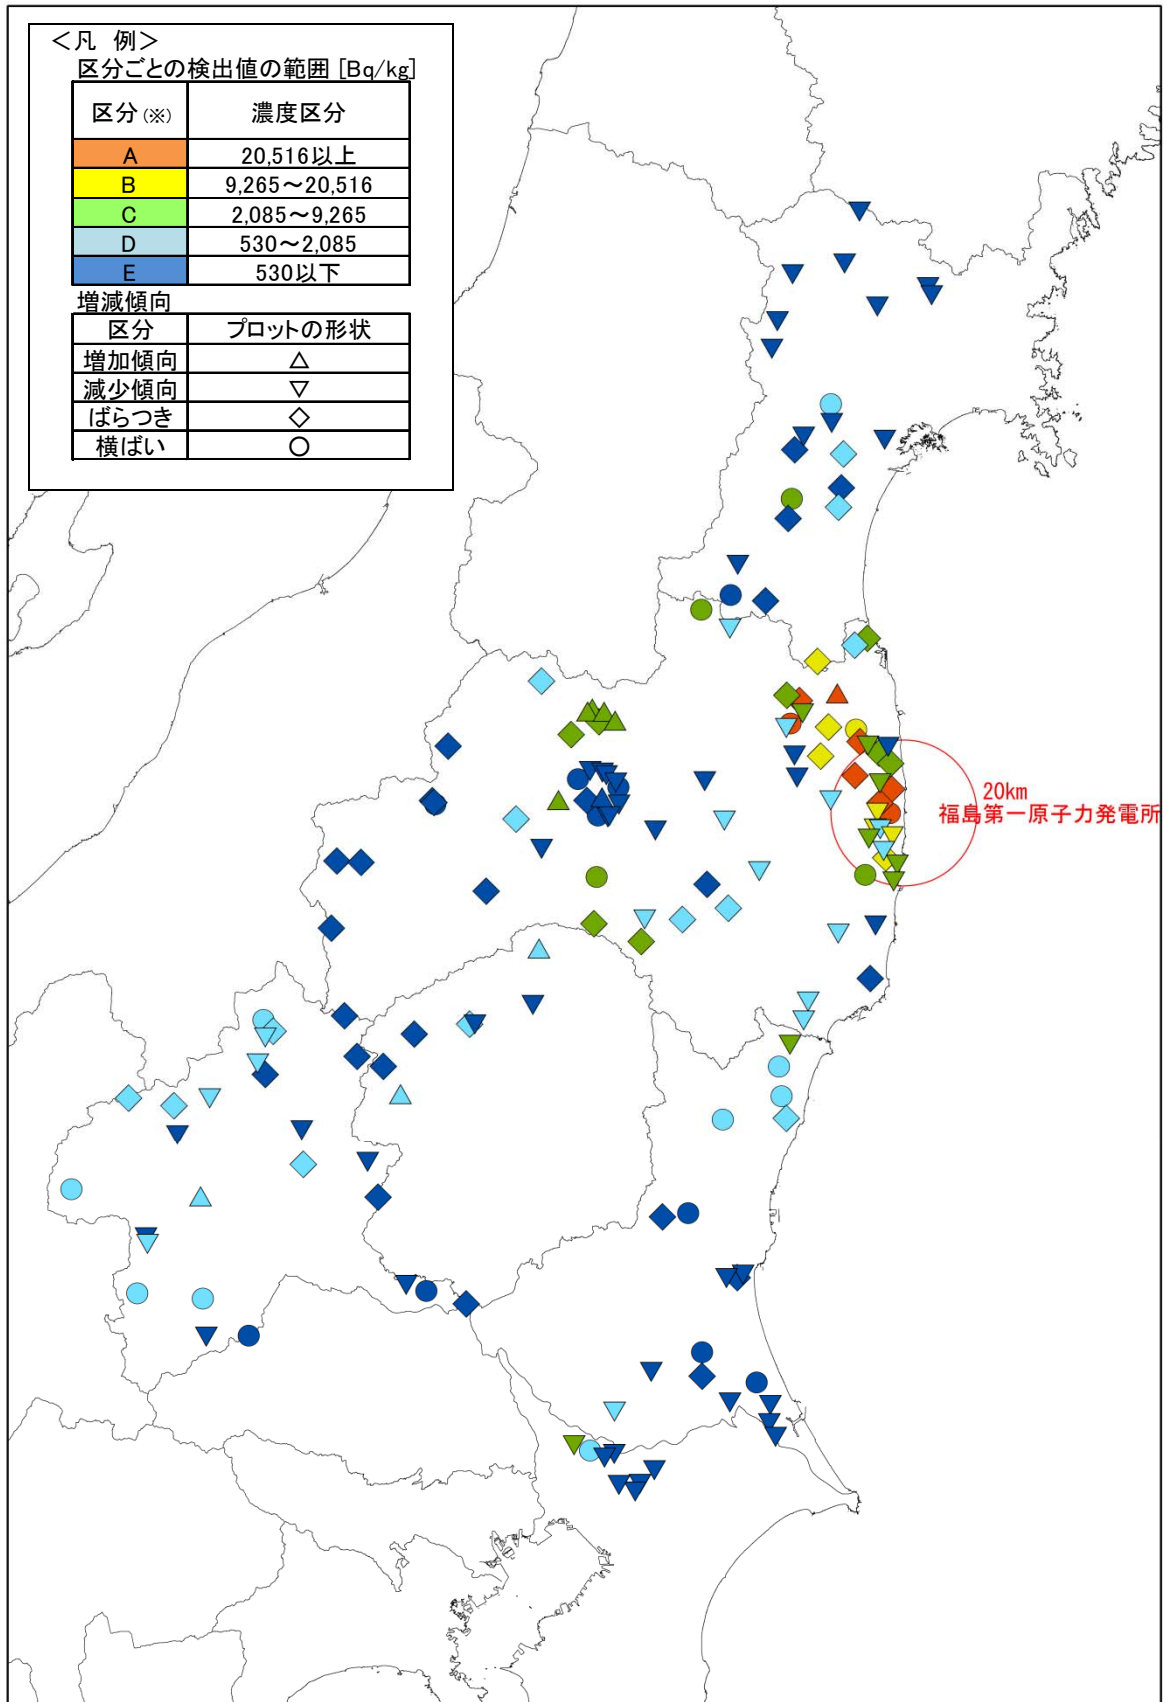 ＜凡 例＞
区分ごとの検出値の範囲 [Bq/kg]
区分(※) 濃度区分
A 20,516以上
B 9,265～20,516
C 2,085～9,265
D 530～2,085
E 530以下
増減傾向
区分 プロットの形状
増加傾向 △
減少傾向 ▽
ばらつき ◇
横ばい ○
20km
福島第一原子力発電所